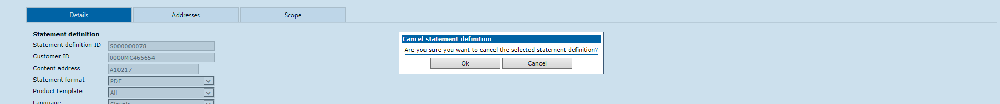 Details
Addresses
Scope
Statement definition
Statement definition ID
S000000078
Customer ID
0000MC465654
Content address
A10217
Statement format
PDF
Product template
All
Language
Slovak
Cancel statement definition
Are you sure you want to cancel the selected statement definition?
Ok
Cancel